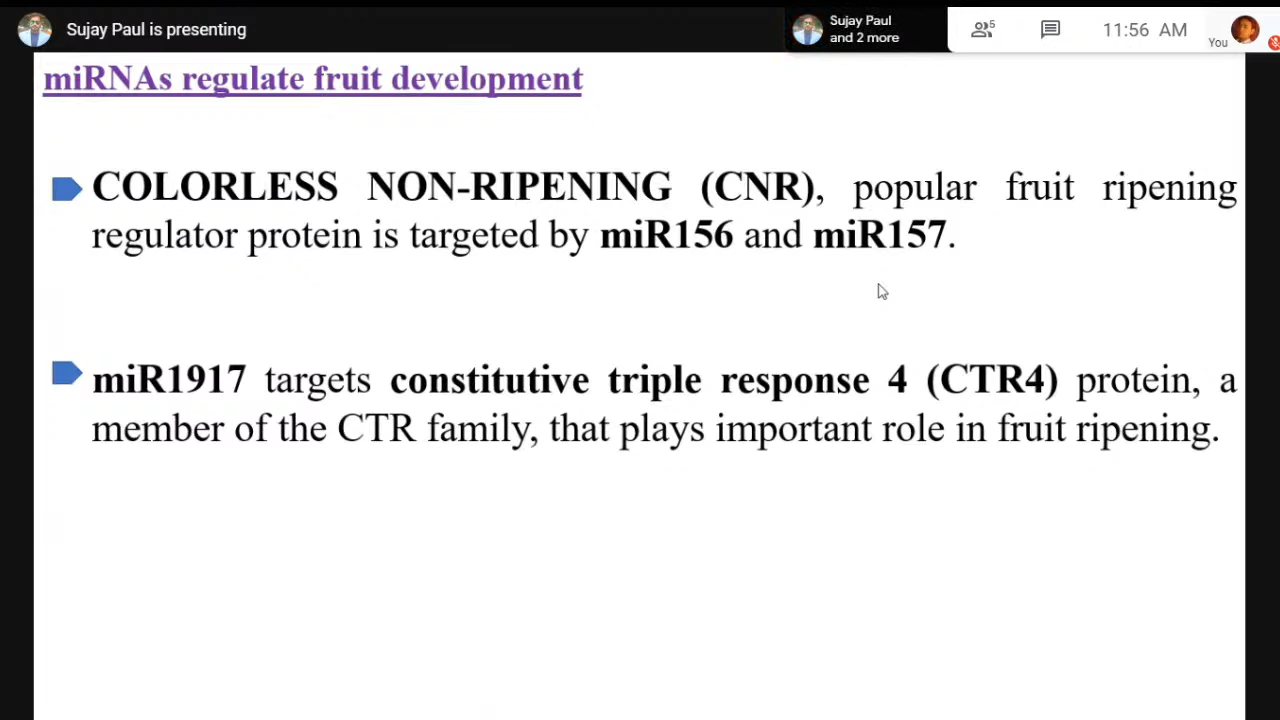 Sujay Paul is presenting
Sujay Paul
and 2 more
5
11:56 AM
You
miRNAs regulate fruit development
COLORLESS NON-RIPENING (CNR), popular fruit ripening
regulator protein is targeted by miR156 and miR157.
miR1917 targets constitutive triple response 4 (CTR4) protein, a
member of the CTR family, that plays important role in fruit ripening.